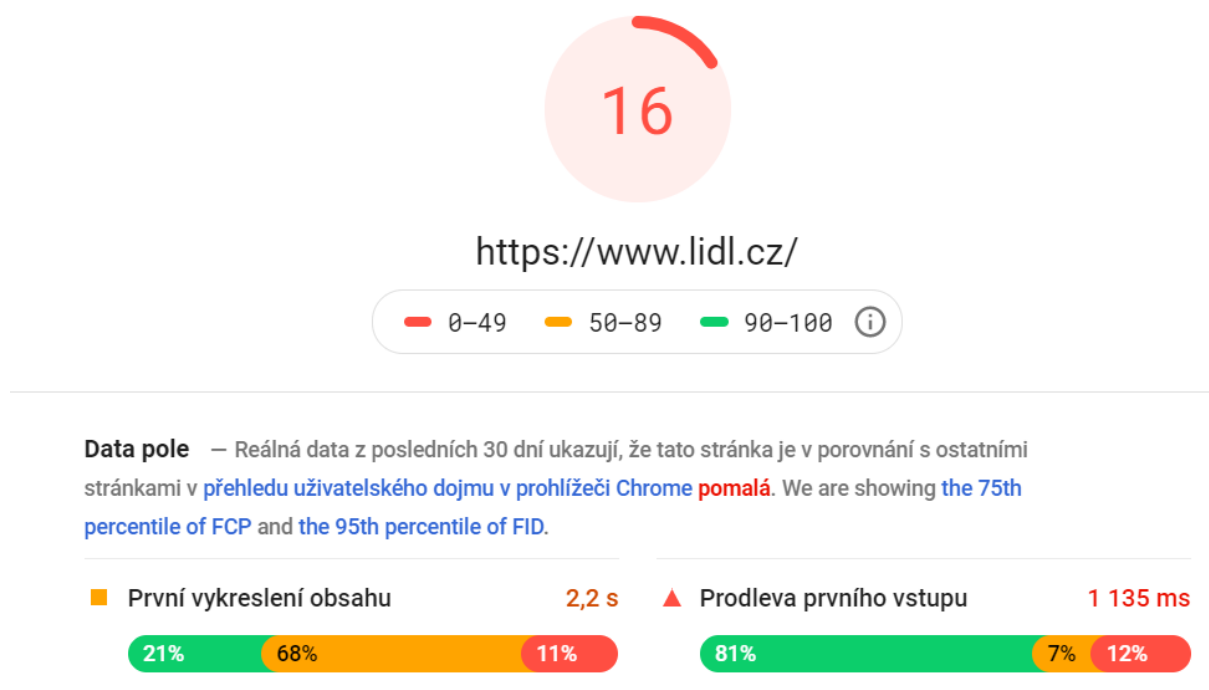 16
https://www.lidl.cz/
0–49 50–89 90–100
Data pole — Reálná data z posledních 30 dní ukazují, že tato stránka je v porovnání s ostatními
stránkami v přehledu uživatelského dojmu v prohlížeči Chrome pomalá. We are showing the 75th
percentile of FCP and the 95th percentile of FID.
První vykreslení obsahu 2,2 s
21% 68% 11%
Prodleva prvního vstupu 1 135 ms
81% 7% 12%